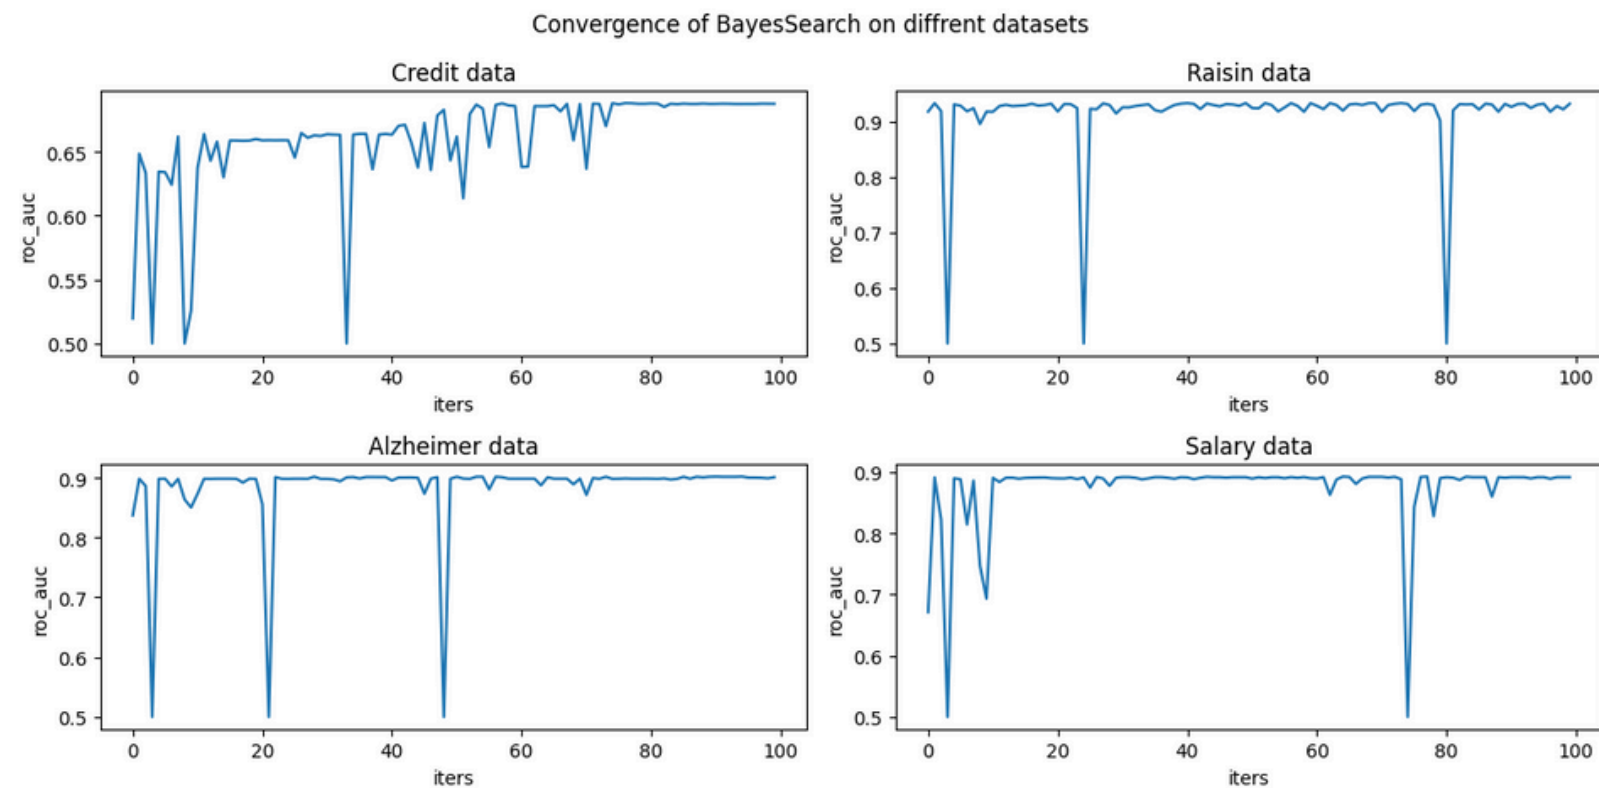 Convergence of BayesSearch on diffrent datasets
Credit data
roc_auc
0.65
0.60
0.55
0.50
0 20 40 60 80 100
iters
Raisin data
roc_auc
0.9
0.8
0.7
0.6
0.5
0 20 40 60 80 100
iters
Alzheimer data
roc_auc
0.9
0.8
0.7
0.6
0.5
0 20 40 60 80 100
iters
Salary data
roc_auc
0.9
0.8
0.7
0.6
0.5
0 20 40 60 80 100
iters